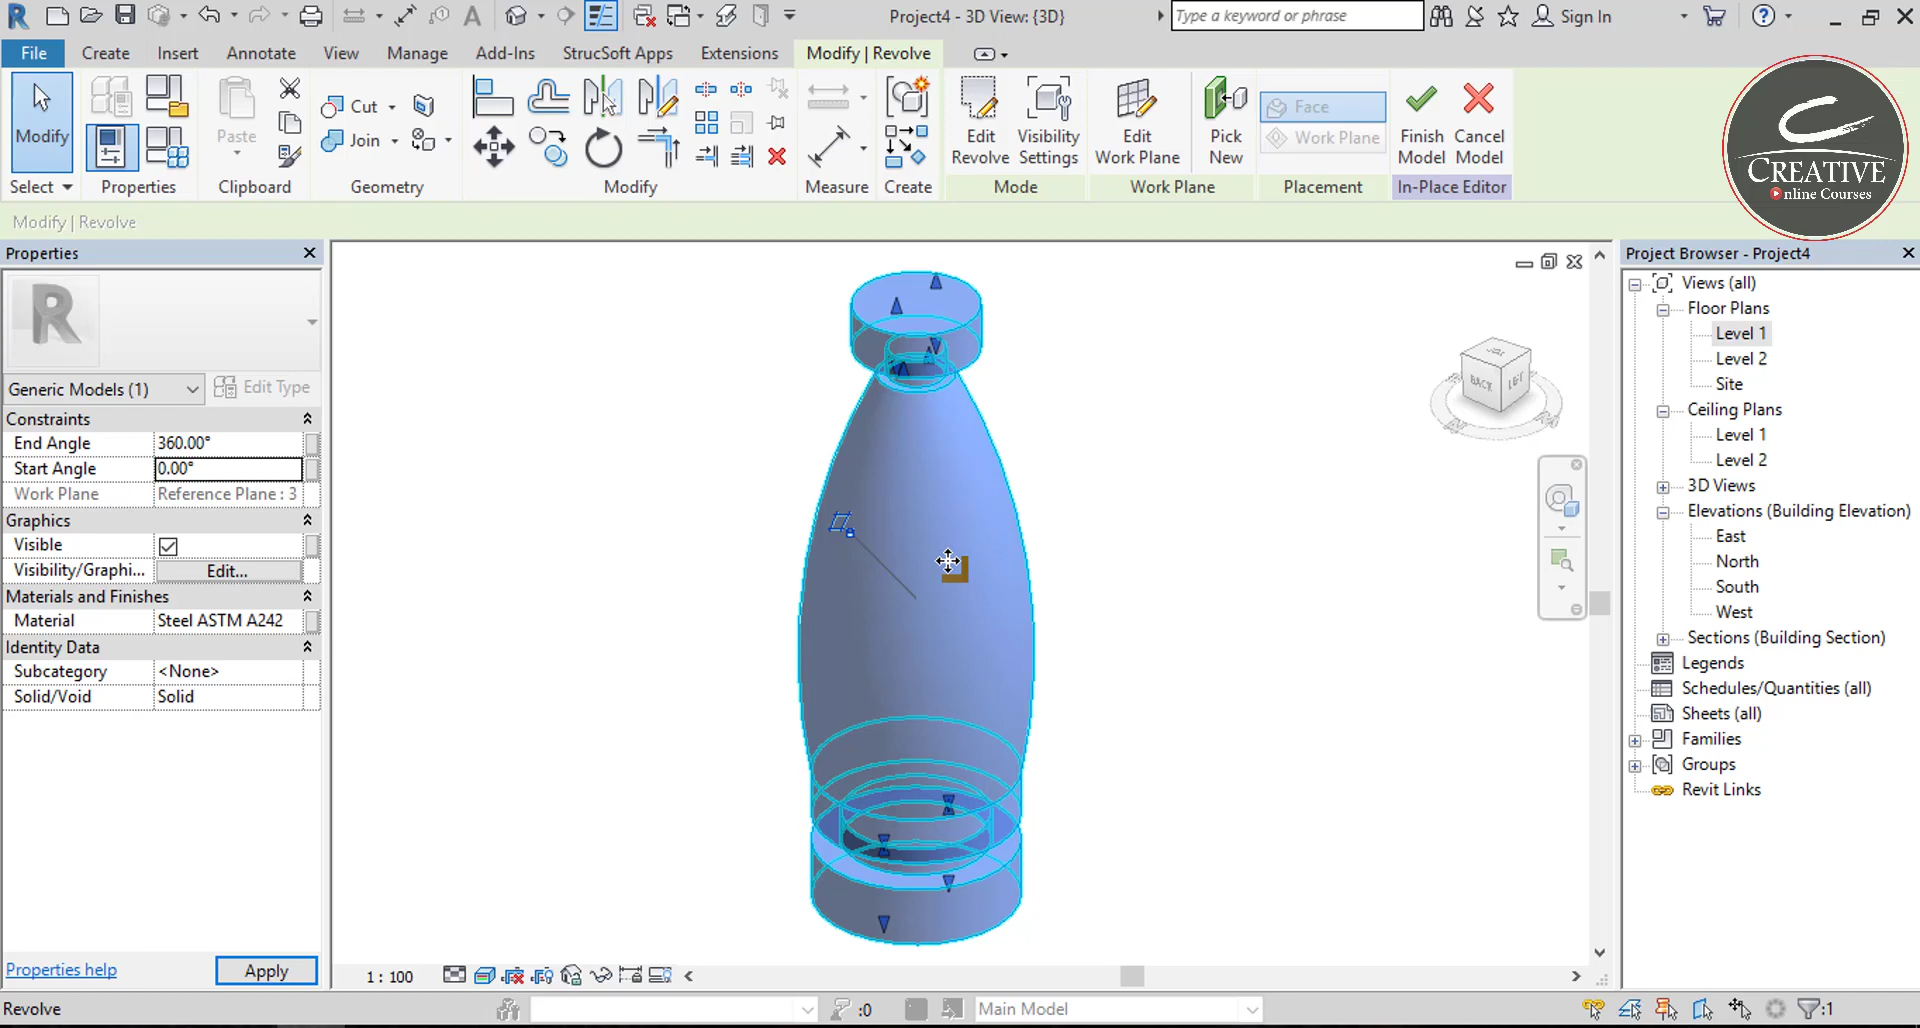 Project4 - 3D View: {3D}
Type a keyword or phrase
Sign In
File Create Insert Annotate View Manage Add-Ins StrucSoft Apps Extensions Modify | Revolve
Modify
Paste
Cut
Join
Edit Revolve
Visibility Settings
Edit Work Plane
Pick New
Face
Work Plane
Finish Model
Cancel Model
Select Properties Clipboard Geometry Modify Measure Create Mode Work Plane Placement In-Place Editor
CREATIVE
Online Courses
Modify | Revolve
Properties
Generic Models (1)
Edit Type
Constraints
End Angle 360.00°
Start Angle 0.00°
Work Plane Reference Plane : 3
Graphics
Visible
Visibility/Graphi... Edit...
Materials and Finishes
Material Steel ASTM A242
Identity Data
Subcategory <None>
Solid/Void Solid
Properties help
Apply
BACK
LEFT
Project Browser - Project4
Views (all)
Floor Plans
Level 1
Level 2
Site
Ceiling Plans
Level 1
Level 2
3D Views
Elevations (Building Elevation)
East
North
South
West
Sections (Building Section)
Legends
Schedules/Quantities (all)
Sheets (all)
Families
Groups
Revit Links
1 : 100
Revolve
:0
Main Model
:1